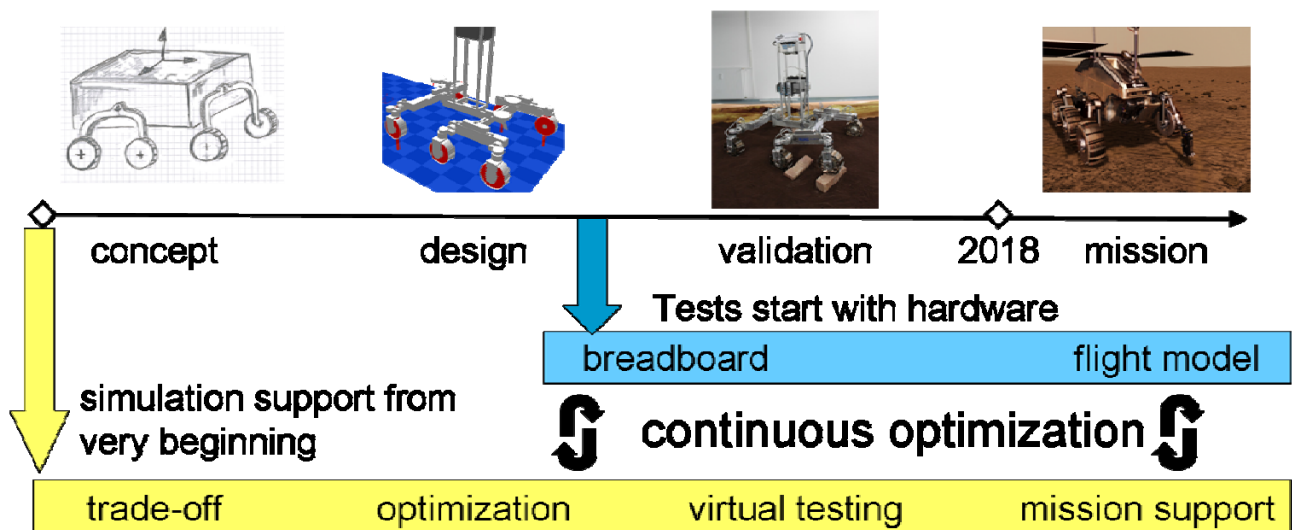 concept design validation 2018 mission
Tests start with hardware
breadboard flight model
simulation support from
very beginning
continuous optimization
trade-off optimization virtual testing mission support